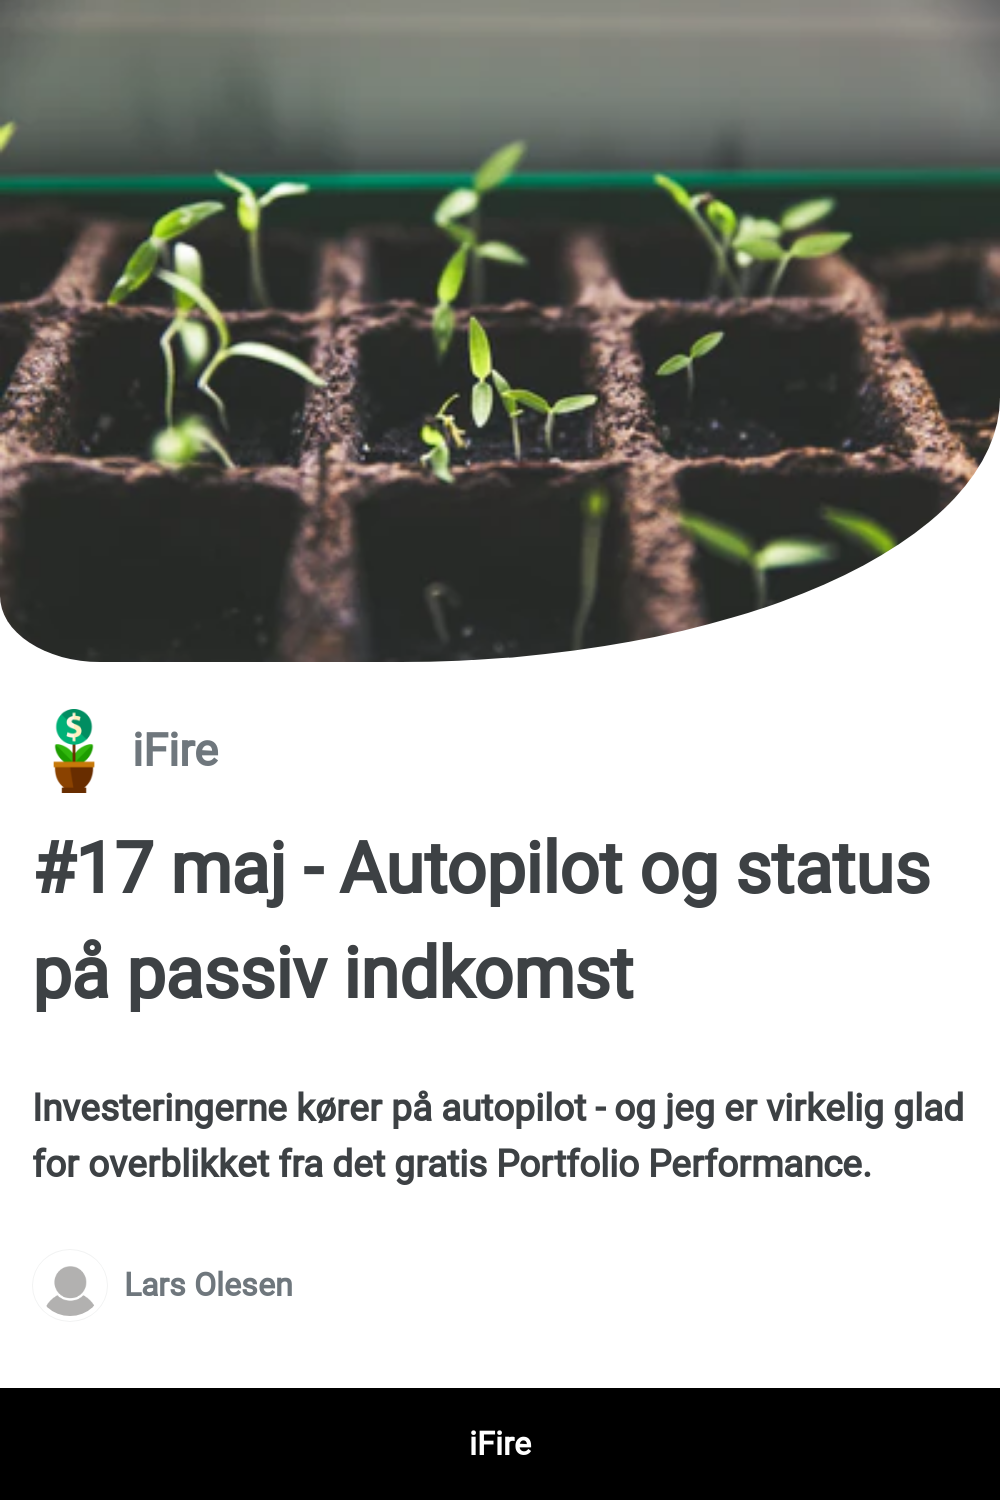 $
iFire
#17 maj - Autopilot og status
på passiv indkomst
Investeringerne kører på autopilot - og jeg er virkelig glad
for overblikket fra det gratis Portfolio Performance.
Lars Olesen
iFire